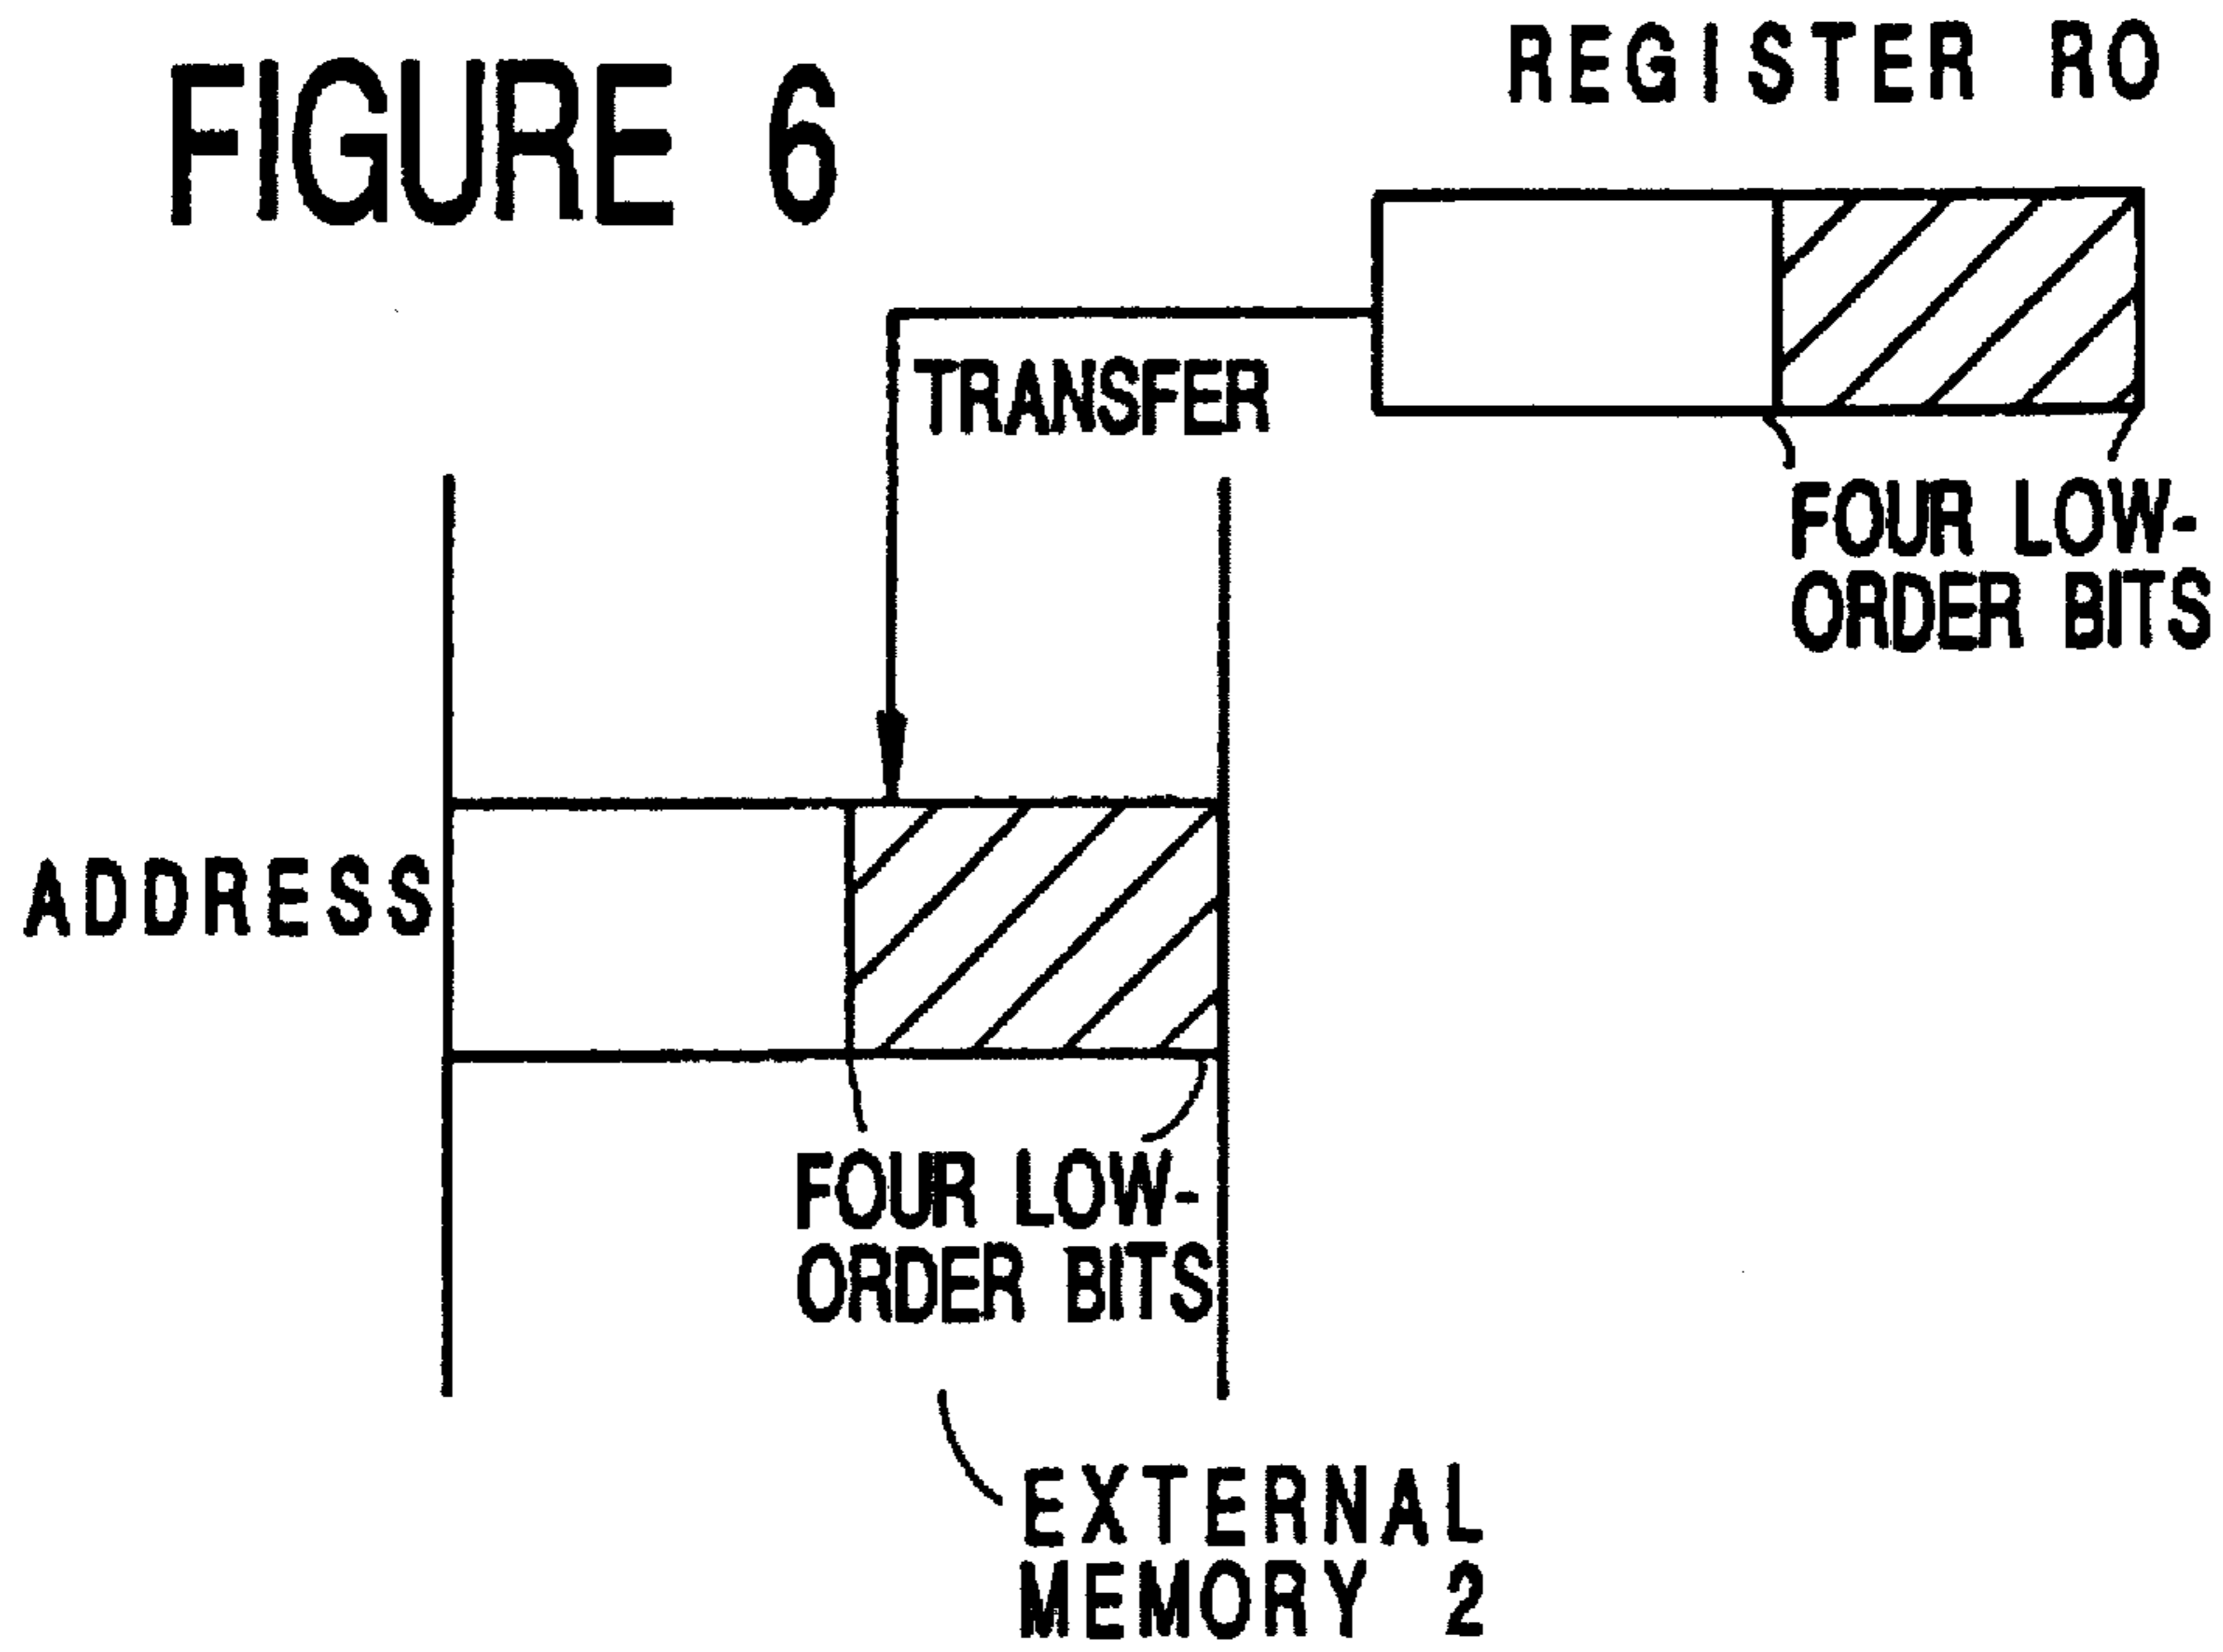 FIGURE 6
REGISTER R0
TRANSFER
FOUR LOW-
ORDER BITS
ADDRESS
FOUR LOW-
ORDER BITS
EXTERNAL
MEMORY 2